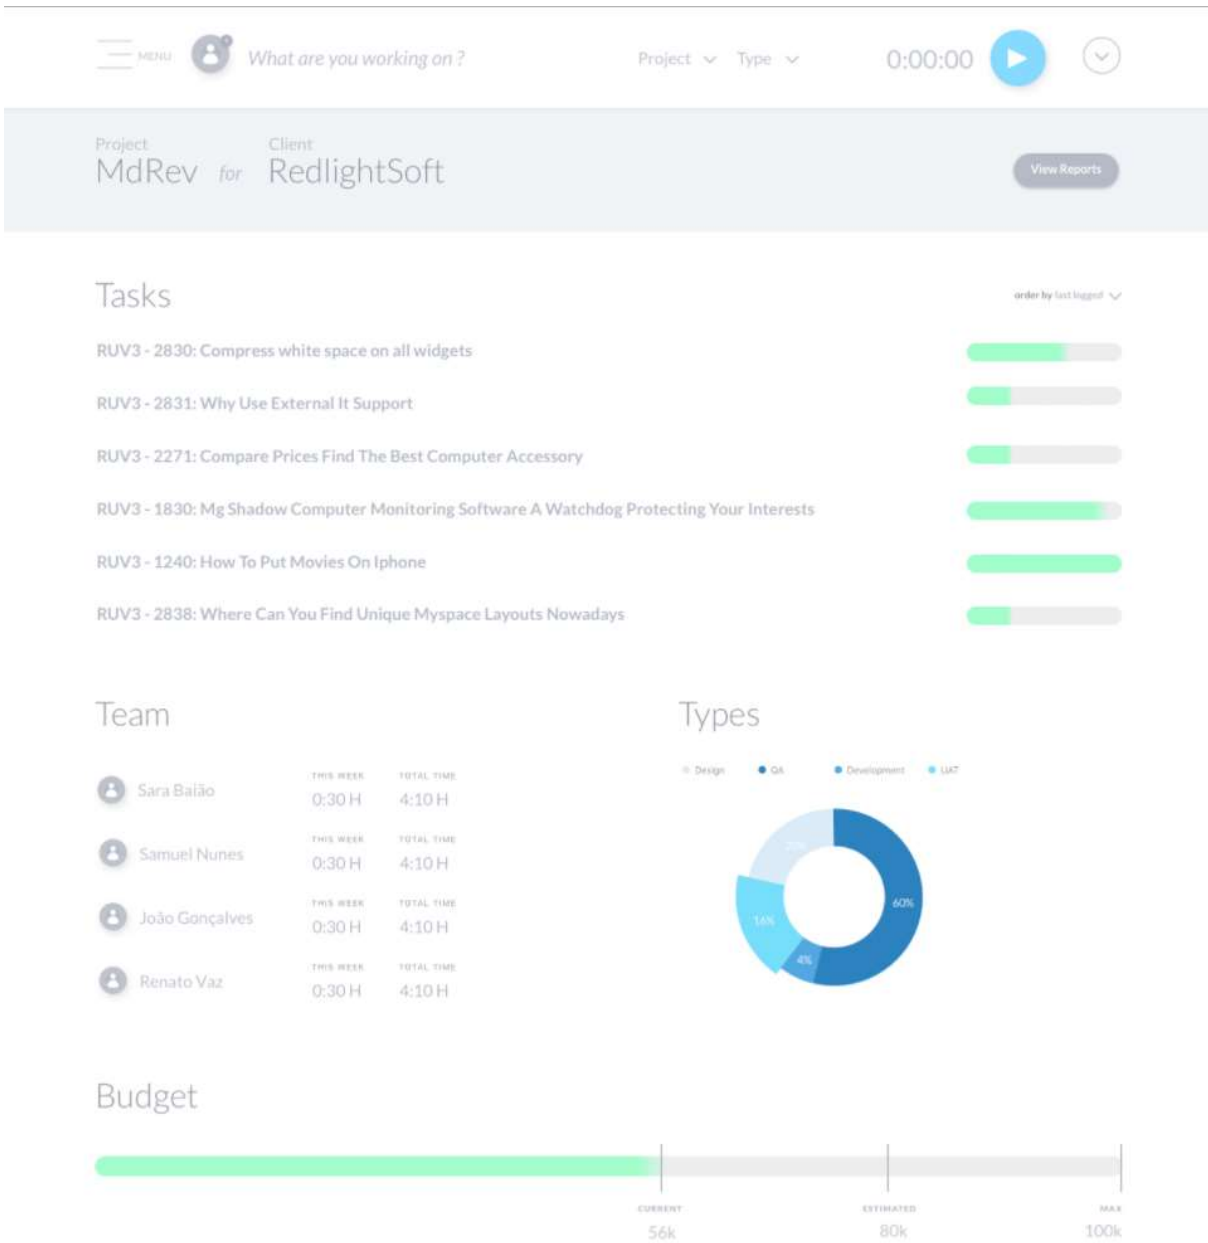 MENU What are you working on ? Project Type 0:00:00
Project Client
MdRev for RedlightSoft View Reports
Tasks order by last logged
RUV3 - 2830: Compress white space on all widgets
RUV3 - 2831: Why Use External It Support
RUV3 - 2271: Compare Prices Find The Best Computer Accessory
RUV3 - 1830: Mg Shadow Computer Monitoring Software A Watchdog Protecting Your Interests
RUV3 - 1240: How To Put Movies On Iphone
RUV3 - 2838: Where Can You Find Unique Myspace Layouts Nowadays
Team
THIS WEEK TOTAL TIME
Sara Baião 0:30 H 4:10 H
THIS WEEK TOTAL TIME
Samuel Nunes 0:30 H 4:10 H
THIS WEEK TOTAL TIME
João Gonçalves 0:30 H 4:10 H
THIS WEEK TOTAL TIME
Renato Vaz 0:30 H 4:10 H
Types
Design QA Development UAT
60%
16%
4%
Budget
CURRENT ESTIMATED MAX
56k 80k 100k